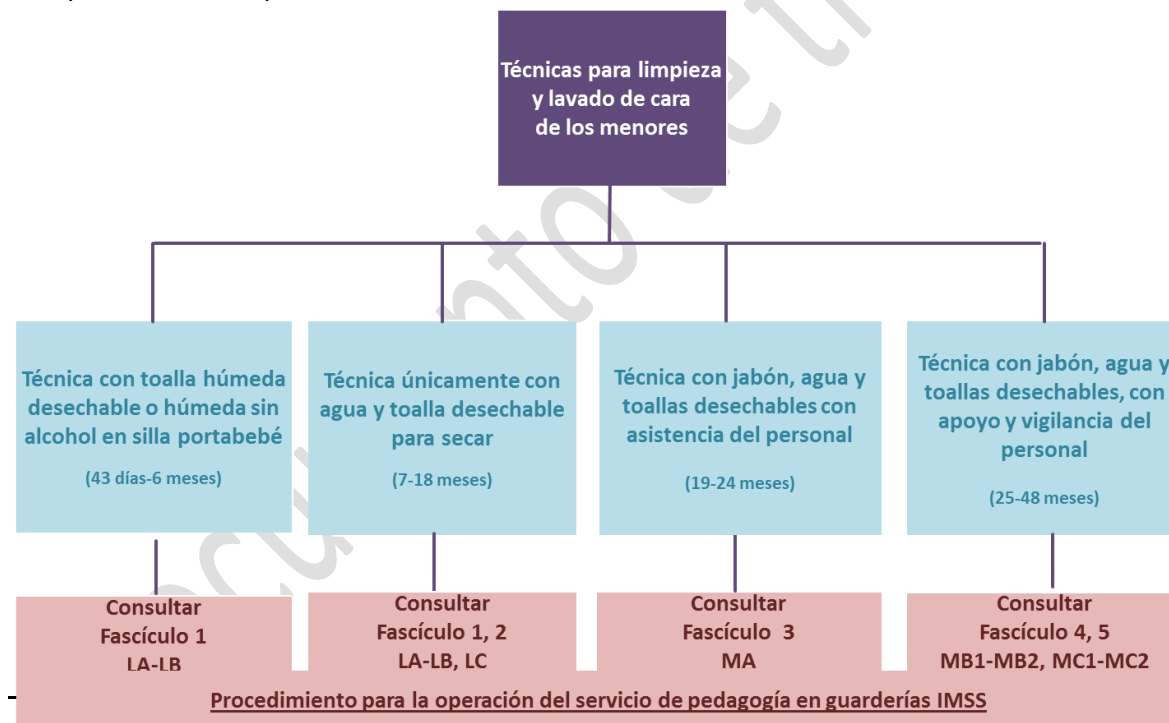 Técnicas para limpieza
y lavado de cara
de los menores
Técnica con toalla húmeda
desechable o húmeda sin
alcohol en silla portabebé
(43 días-6 meses)
Técnica únicamente con
agua y toalla desechable
para secar
(7-18 meses)
Técnica con jabón, agua y
toallas desechables con
asistencia del personal
(19-24 meses)
Técnica con jabón, agua y
toallas desechables, con
apoyo y vigilancia del
personal
(25-48 meses)
Consultar
Fascículo 1
LA-LB
Consultar
Fascículo 1, 2
LA-LB, LC
Consultar
Fascículo 3
MA
Consultar
Fascículo 4, 5
MB1-MB2, MC1-MC2
Procedimiento para la operación del servicio de pedagogía en guarderías IMSS